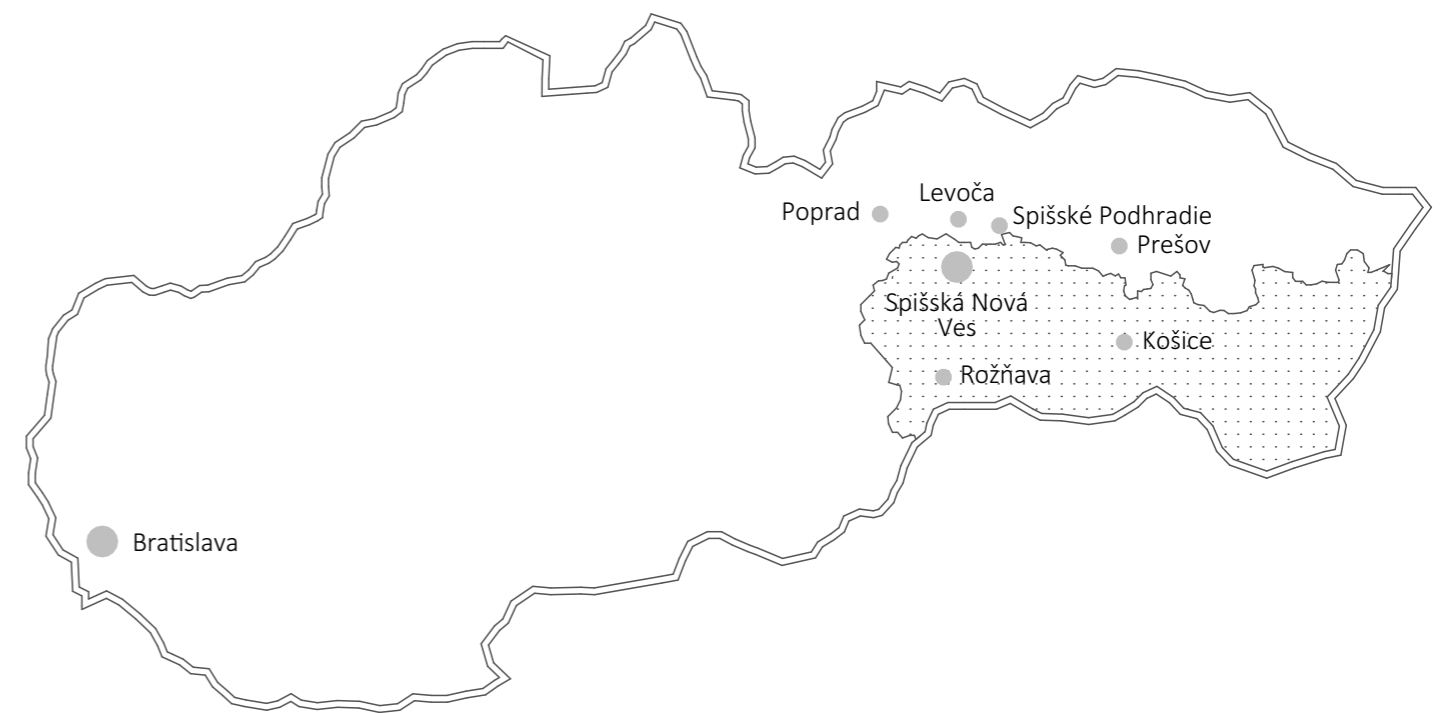 Levoča
Poprad
Spišské Podhradie
Prešov
Spišská Nová
Ves
Košice
Rožňava
Bratislava